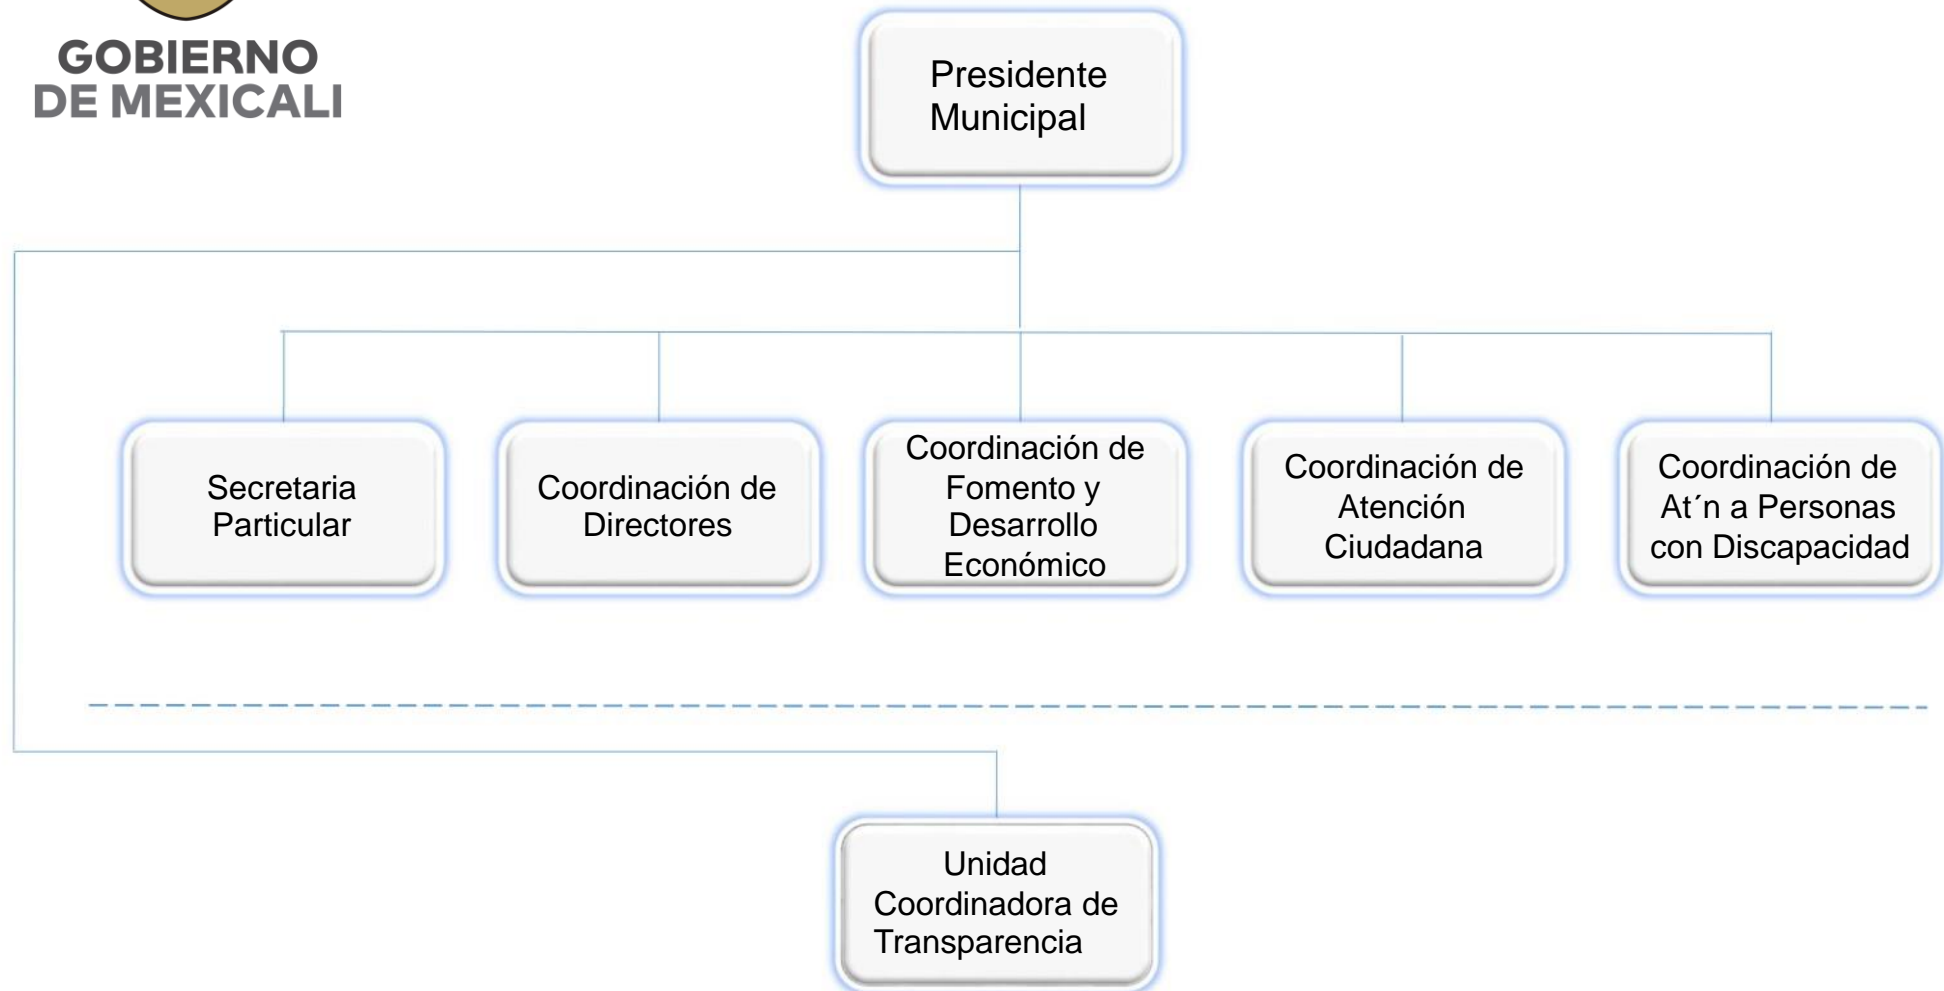 GOBIERNO
DE MEXICALI
Presidente
Municipal
Secretaria
Particular
Coordinación de
Directores
Coordinación de
Fomento y
Desarrollo
Económico
Coordinación de
Atención
Ciudadana
Coordinación de
At´n a Personas
con Discapacidad
Unidad
Coordinadora de
Transparencia